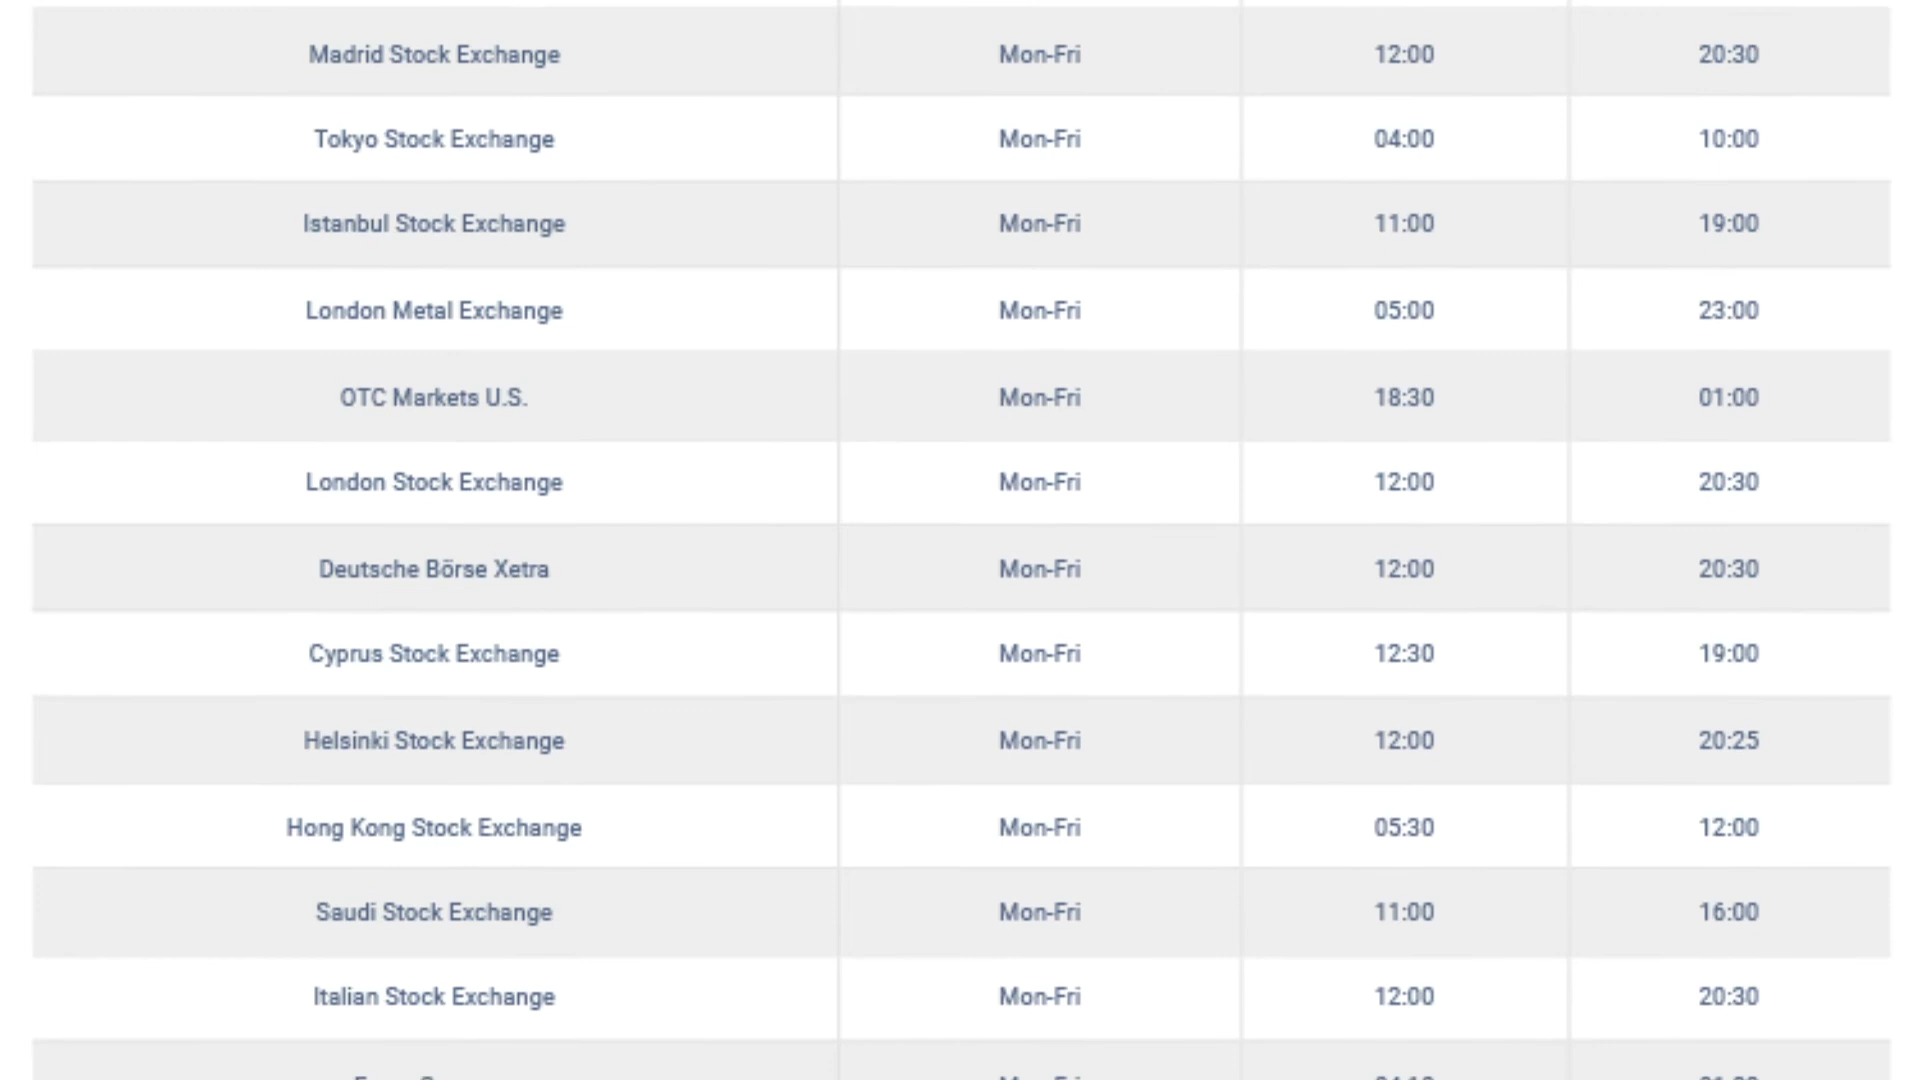 Madrid Stock Exchange Mon-Fri 12:00 20:30
Tokyo Stock Exchange Mon-Fri 04:00 10:00
Istanbul Stock Exchange Mon-Fri 11:00 19:00
London Metal Exchange Mon-Fri 05:00 23:00
OTC Markets U.S. Mon-Fri 18:30 01:00
London Stock Exchange Mon-Fri 12:00 20:30
Deutsche Börse Xetra Mon-Fri 12:00 20:30
Cyprus Stock Exchange Mon-Fri 12:30 19:00
Helsinki Stock Exchange Mon-Fri 12:00 20:25
Hong Kong Stock Exchange Mon-Fri 05:30 12:00
Saudi Stock Exchange Mon-Fri 11:00 16:00
Italian Stock Exchange Mon-Fri 12:00 20:30